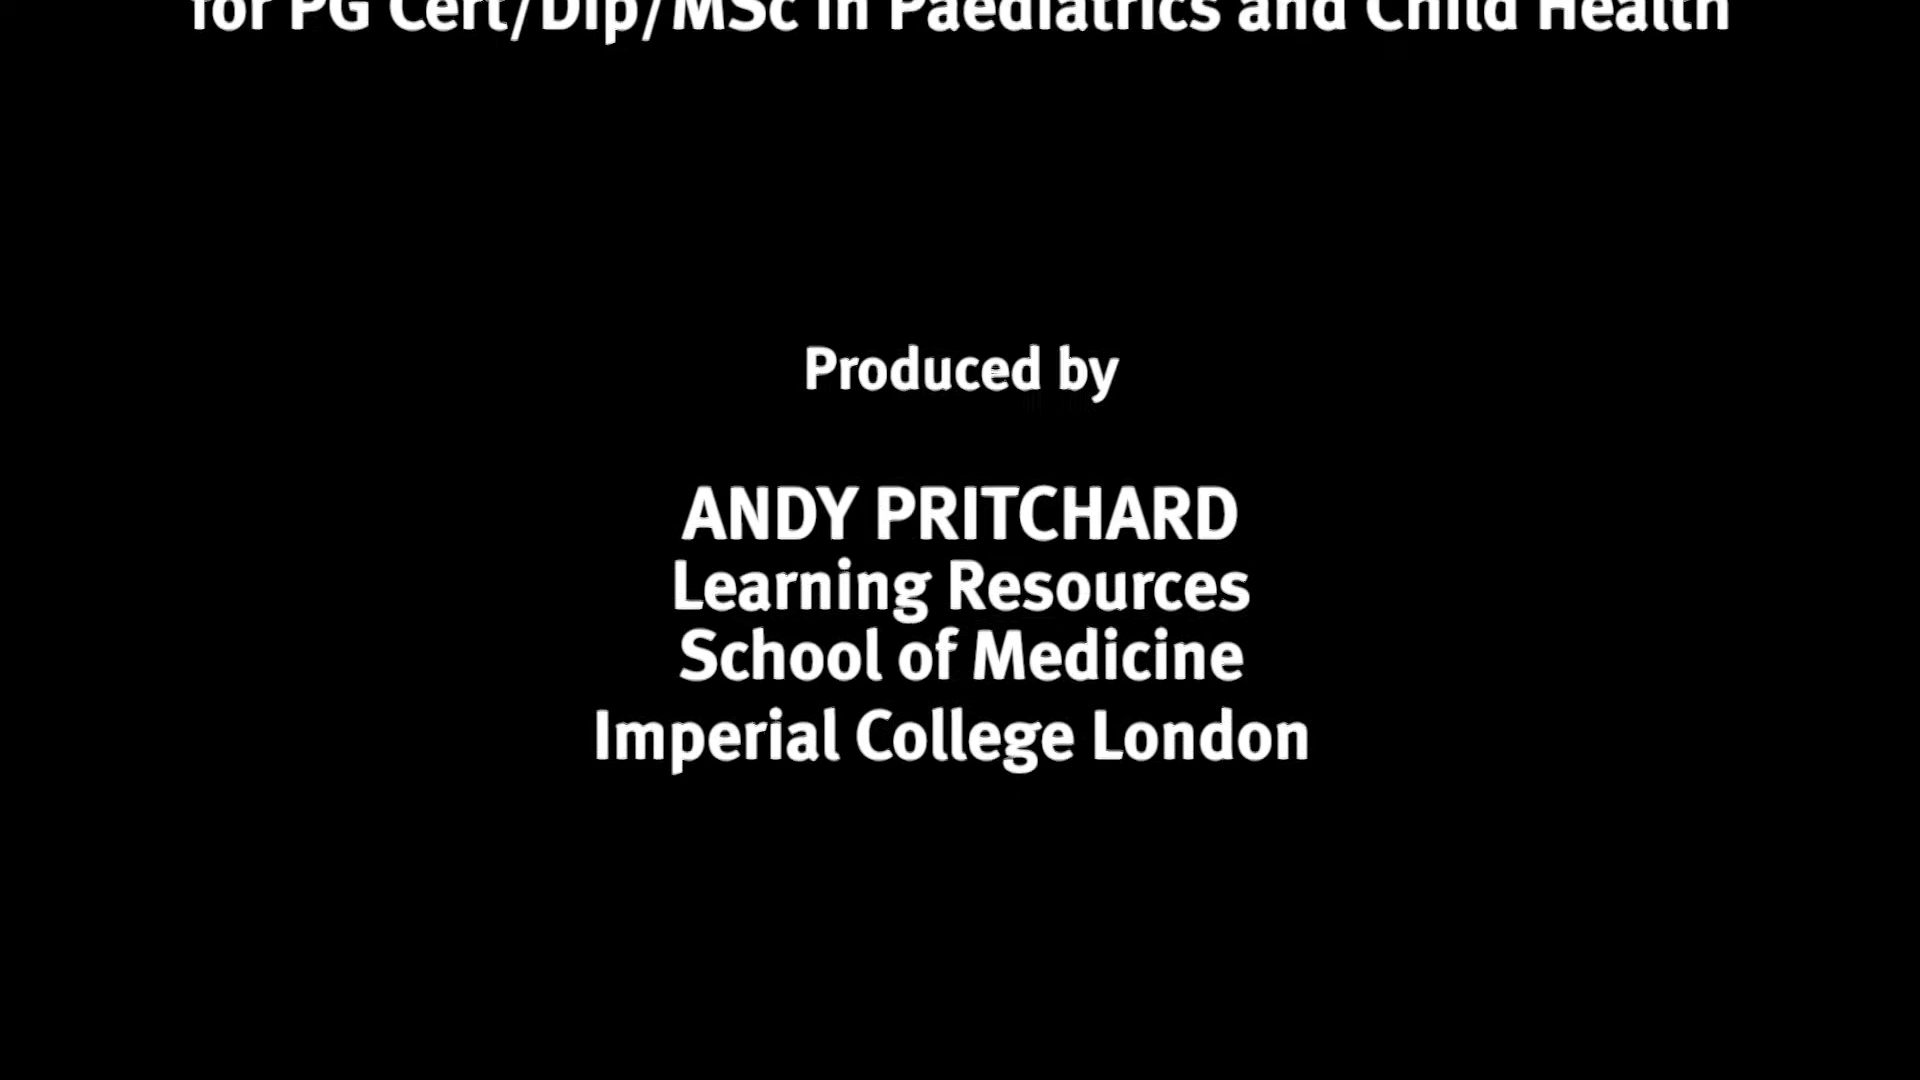 for PG Cert/Dip/MSc in Paediatrics and Child Health
Produced by
ANDY PRITCHARD
Learning Resources
School of Medicine
Imperial College London